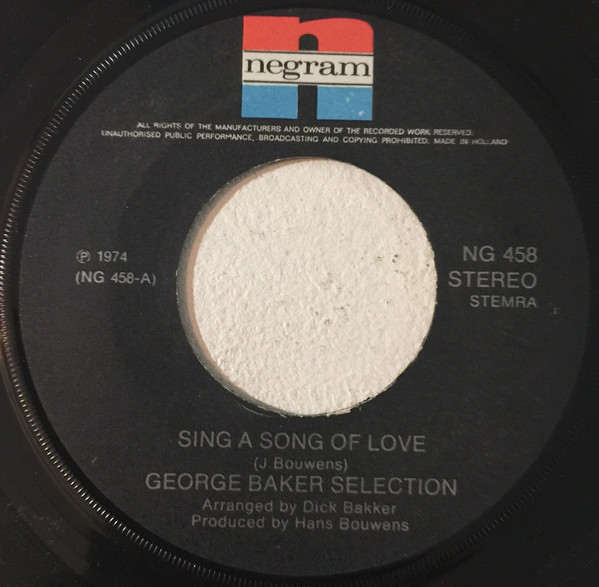 negram
ALL RIGHTS OF THE MANUFACTURERS AND OWNER OF THE RECORDED WORK RESERVED.
UNAUTHORISED PUBLIC PERFORMANCE, BROADCASTING AND COPYING PROHIBITED. MADE IN HOLLAND
℗ 1974
(NG 458-A)
NG 458
STEREO
STEMRA
SING A SONG OF LOVE
(J. Bouwens)
GEORGE BAKER SELECTION
Arranged by Dick Bakker
Produced by Hans Bouwens